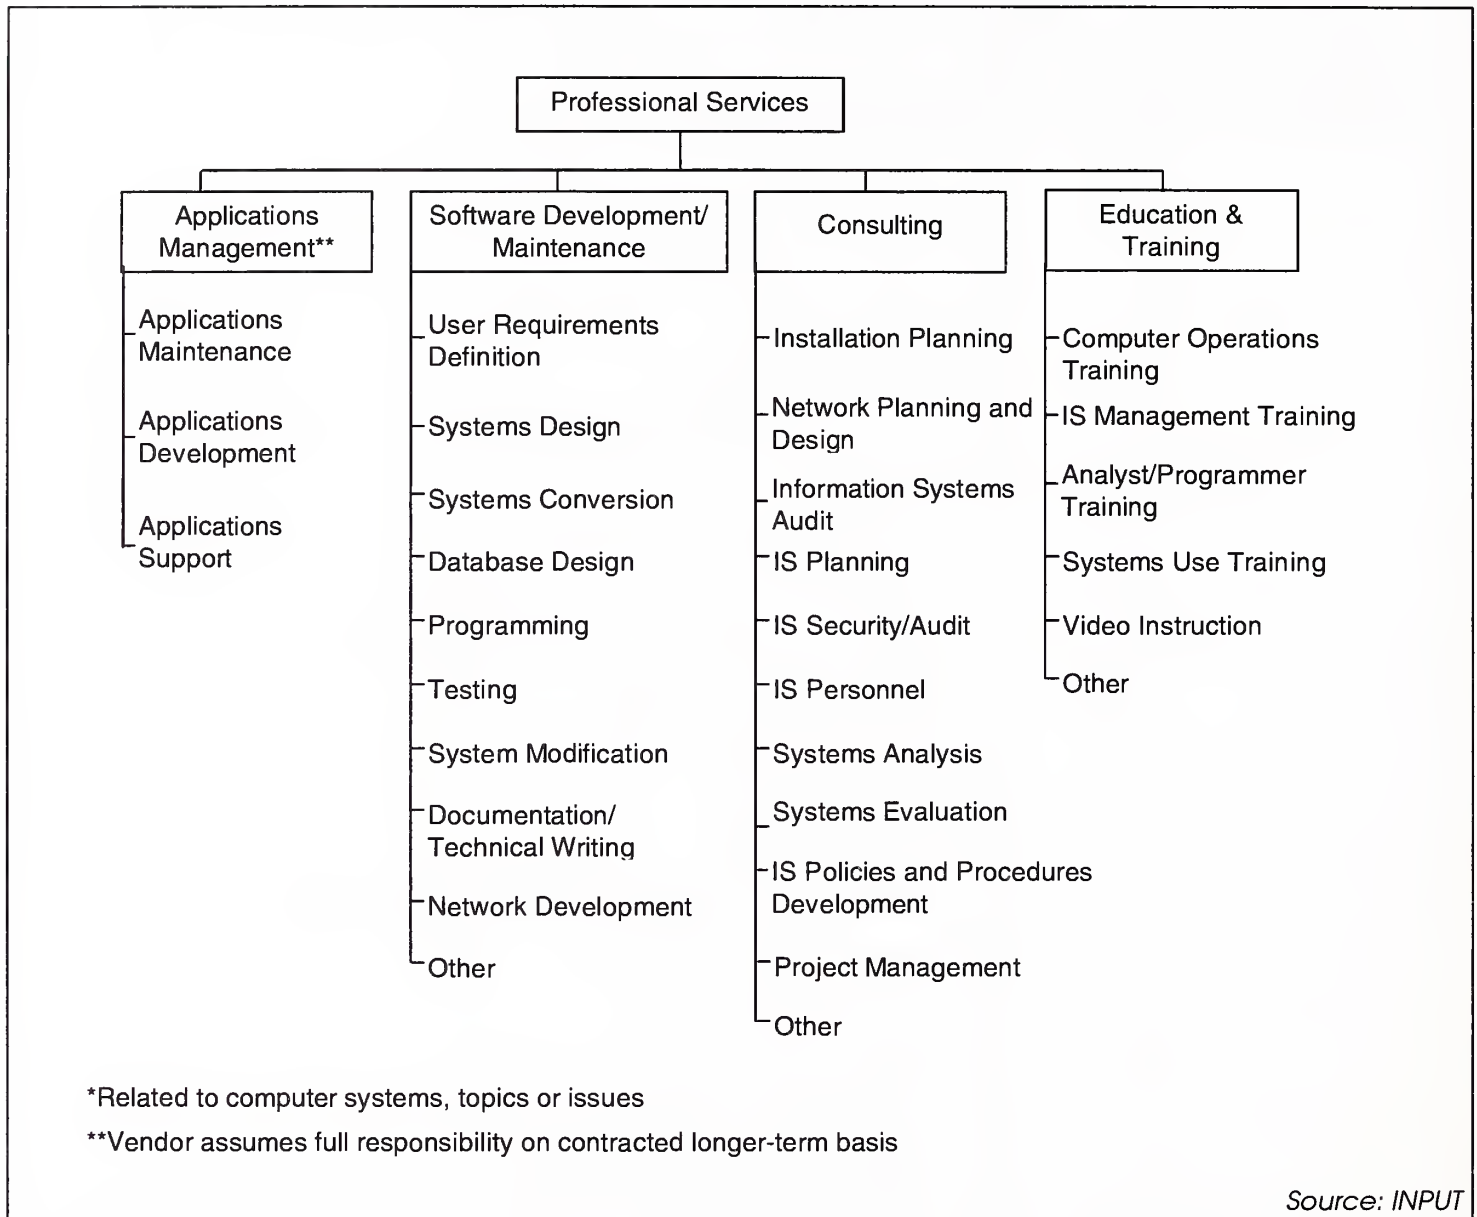 Professional Services
Applications
Management**
Applications
Maintenance
Applications
Development
Applications
Support
Software Development/
Maintenance
User Requirements
Definition
Systems Design
Systems Conversion
Database Design
Programming
Testing
System Modification
Documentation/
Technical Writing
Network Development
Other
Consulting
Installation Planning
Network Planning and
Design
Information Systems
Audit
IS Planning
IS Security/Audit
IS Personnel
Systems Analysis
Systems Evaluation
IS Policies and Procedures
Development
Project Management
Other
Education &
Training
Computer Operations
Training
IS Management Training
Analyst/Programmer
Training
Systems Use Training
Video Instruction
Other
*Related to computer systems, topics or issues
**Vendor assumes full responsibility on contracted longer-term basis
Source: INPUT